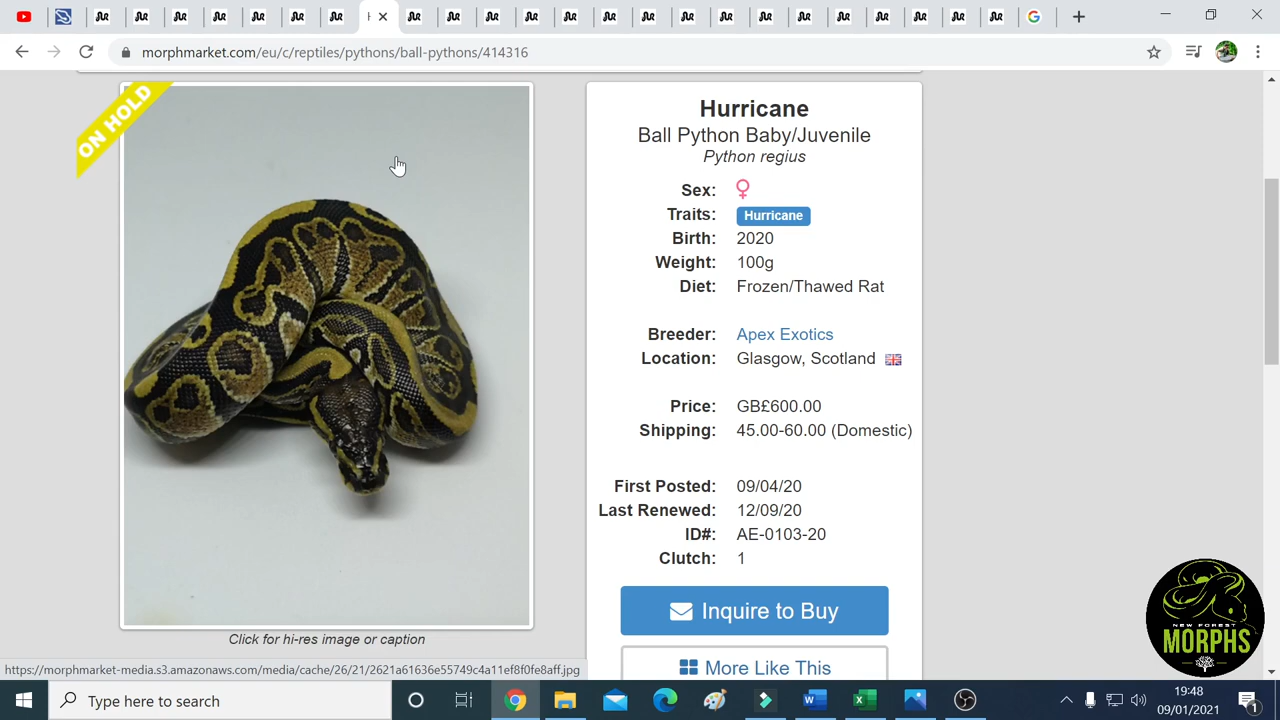 morphmarket.com/eu/c/reptiles/pythons/ball-pythons/414316
ON HOLD
Hurricane
Ball Python Baby/Juvenile
Python regius
Sex: ♀
Traits: Hurricane
Birth: 2020
Weight: 100g
Diet: Frozen/Thawed Rat
Breeder: Apex Exotics
Location: Glasgow, Scotland
Price: GB£600.00
Shipping: 45.00-60.00 (Domestic)
First Posted: 09/04/20
Last Renewed: 12/09/20
ID#: AE-0103-20
Clutch: 1
Inquire to Buy
Click for hi-res image or caption
More Like This
https://morphmarket-media.s3.amazonaws.com/media/cache/26/21/2621a61636e55749c4a11ef8f0fe8aff.jpg
NEW FOREST
MORPHS
Type here to search
19:48
09/01/2021
1